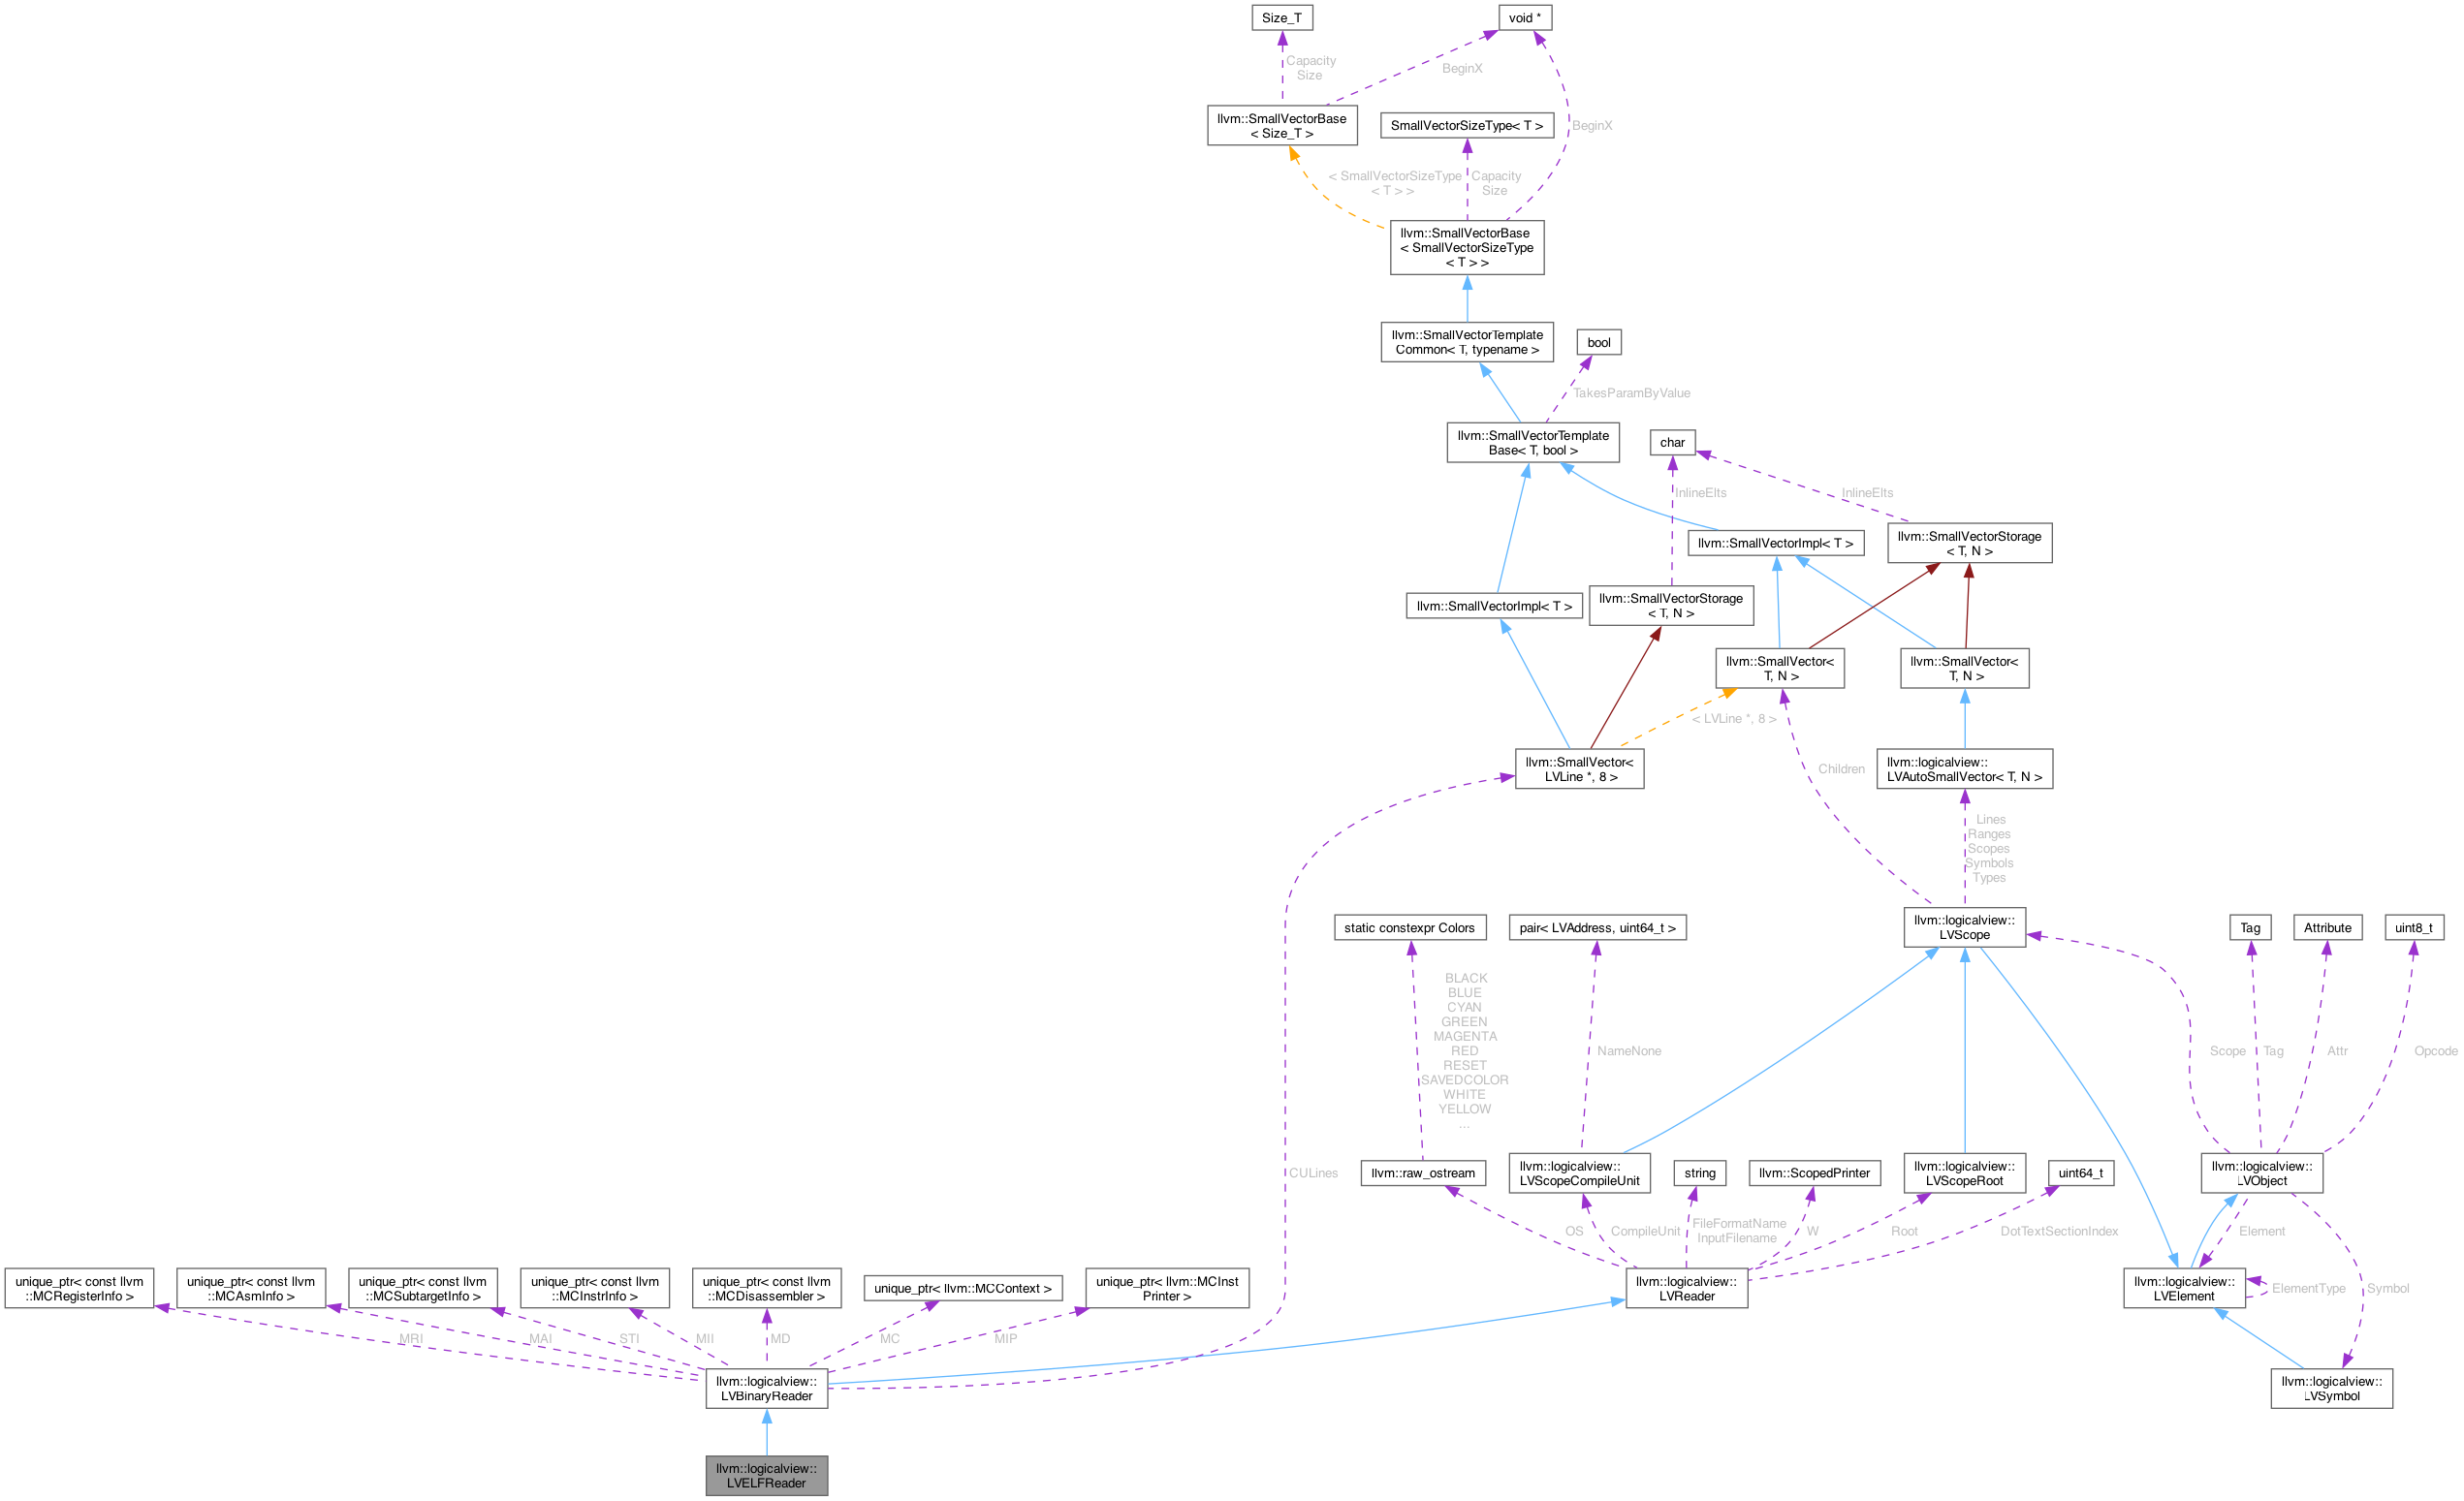 Size_T
void *
Capacity
Size
BeginX
llvm::SmallVectorBase
< Size_T >
SmallVectorSizeType< T >
BeginX
< SmallVectorSizeType
< T > >
Capacity
Size
llvm::SmallVectorBase
< SmallVectorSizeType
< T > >
llvm::SmallVectorTemplate
Common< T, typename >
bool
TakesParamByValue
llvm::SmallVectorTemplate
Base< T, bool >
char
InlineElts
InlineElts
llvm::SmallVectorImpl< T >
llvm::SmallVectorStorage
< T, N >
llvm::SmallVectorImpl< T >
llvm::SmallVectorStorage
< T, N >
llvm::SmallVector<
T, N >
llvm::SmallVector<
T, N >
< LVLine *, 8 >
llvm::SmallVector<
LVLine *, 8 >
Children
llvm::logicalview::
LVAutoSmallVector< T, N >
Lines
Ranges
Scopes
Symbols
Types
static constexpr Colors
pair< LVAddress, uint64_t >
llvm::logicalview::
LVScope
Tag
Attribute
uint8_t
BLACK
BLUE
CYAN
GREEN
MAGENTA
RED
RESET
SAVEDCOLOR
WHITE
YELLOW
...
NameNone
Scope
Tag
Attr
Opcode
CULines
llvm::raw_ostream
llvm::logicalview::
LVScopeCompileUnit
string
llvm::ScopedPrinter
llvm::logicalview::
LVScopeRoot
uint64_t
llvm::logicalview::
LVObject
OS
CompileUnit
FileFormatName
InputFilename
W
Root
DotTextSectionIndex
Element
unique_ptr< const llvm
::MCRegisterInfo >
unique_ptr< const llvm
::MCAsmInfo >
unique_ptr< const llvm
::MCSubtargetInfo >
unique_ptr< const llvm
::MCInstrInfo >
unique_ptr< const llvm
::MCDisassembler >
unique_ptr< llvm::MCContext >
unique_ptr< llvm::MCInst
Printer >
llvm::logicalview::
LVReader
llvm::logicalview::
LVElement
ElementType
Symbol
MRI
MAI
STI
MII
MD
MC
MIP
llvm::logicalview::
LVBinaryReader
llvm::logicalview::
LVSymbol
llvm::logicalview::
LVELFReader